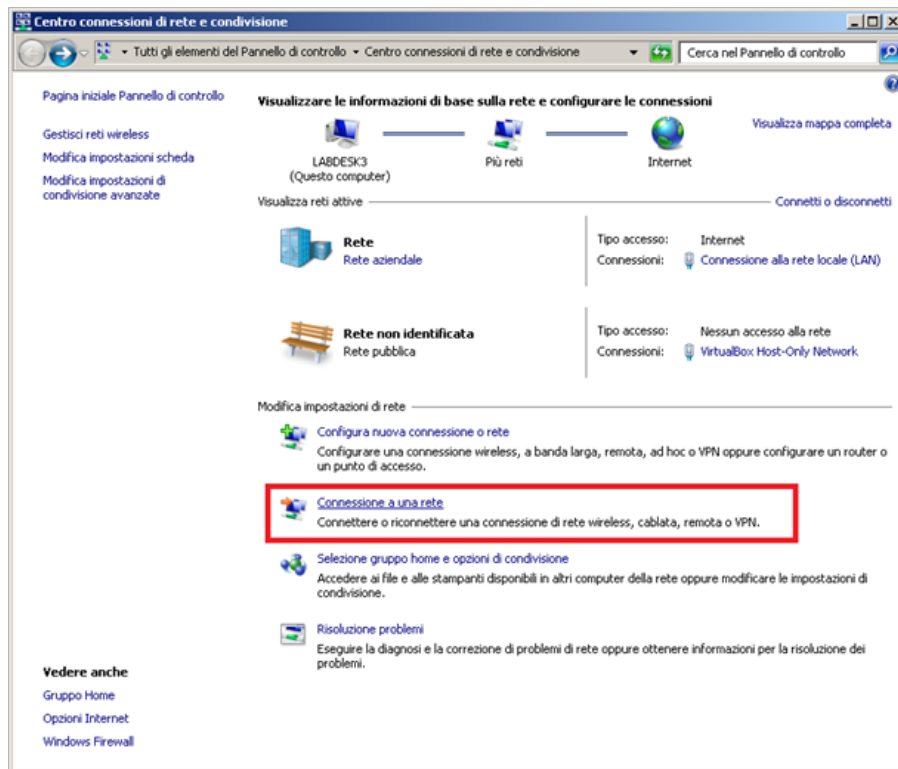 Centro connessioni di rete e condivisione
Tutti gli elementi del Pannello di controllo Centro connessioni di rete e condivisione Cerca nel Pannello di controllo
Pagina iniziale Pannello di controllo
Gestisci reti wireless
Modifica impostazioni scheda
Modifica impostazioni di
condivisione avanzate
Visualizzare le informazioni di base sulla rete e configurare le connessioni
Visualizza mappa completa
LABDESK3
(Questo computer)
Più reti
Internet
Visualizza reti attive
Connetti o disconnetti
Rete
Rete aziendale
Tipo accesso: Internet
Connessioni: Connessione alla rete locale (LAN)
Rete non identificata
Rete pubblica
Tipo accesso: Nessun accesso alla rete
Connessioni: VirtualBox Host-Only Network
Modifica impostazioni di rete
Configura nuova connessione o rete
Configurare una connessione wireless, a banda larga, remota, ad hoc o VPN oppure configurare un router o
un punto di accesso.
Connessione a una rete
Connettere o riconnettere una connessione di rete wireless, cablata, remota o VPN.
Selezione gruppo home e opzioni di condivisione
Accedere ai file e alle stampanti disponibili in altri computer della rete oppure modificare le impostazioni di
condivisione.
Risoluzione problemi
Eseguire la diagnosi e la correzione di problemi di rete oppure ottenere informazioni per la risoluzione dei
problemi.
Vedere anche
Gruppo Home
Opzioni Internet
Windows Firewall